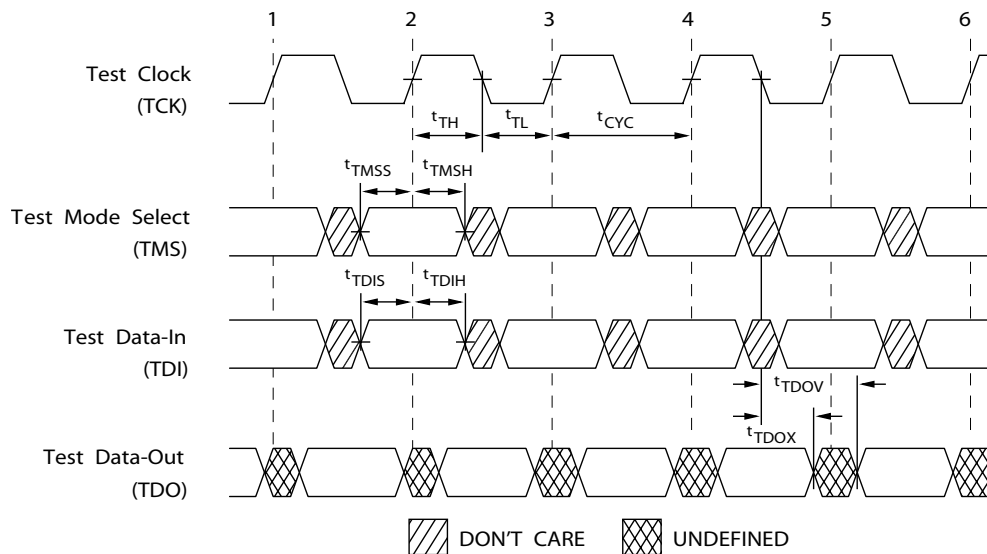 1 2 3 4 5 6
Test Clock
(TCK)
tTH tTL tCYC
tTMSS tTMSH
Test Mode Select
(TMS)
tTDIS tTDIH
Test Data-In
(TDI)
tTDOV
tTDOX
Test Data-Out
(TDO)
DON'T CARE UNDEFINED